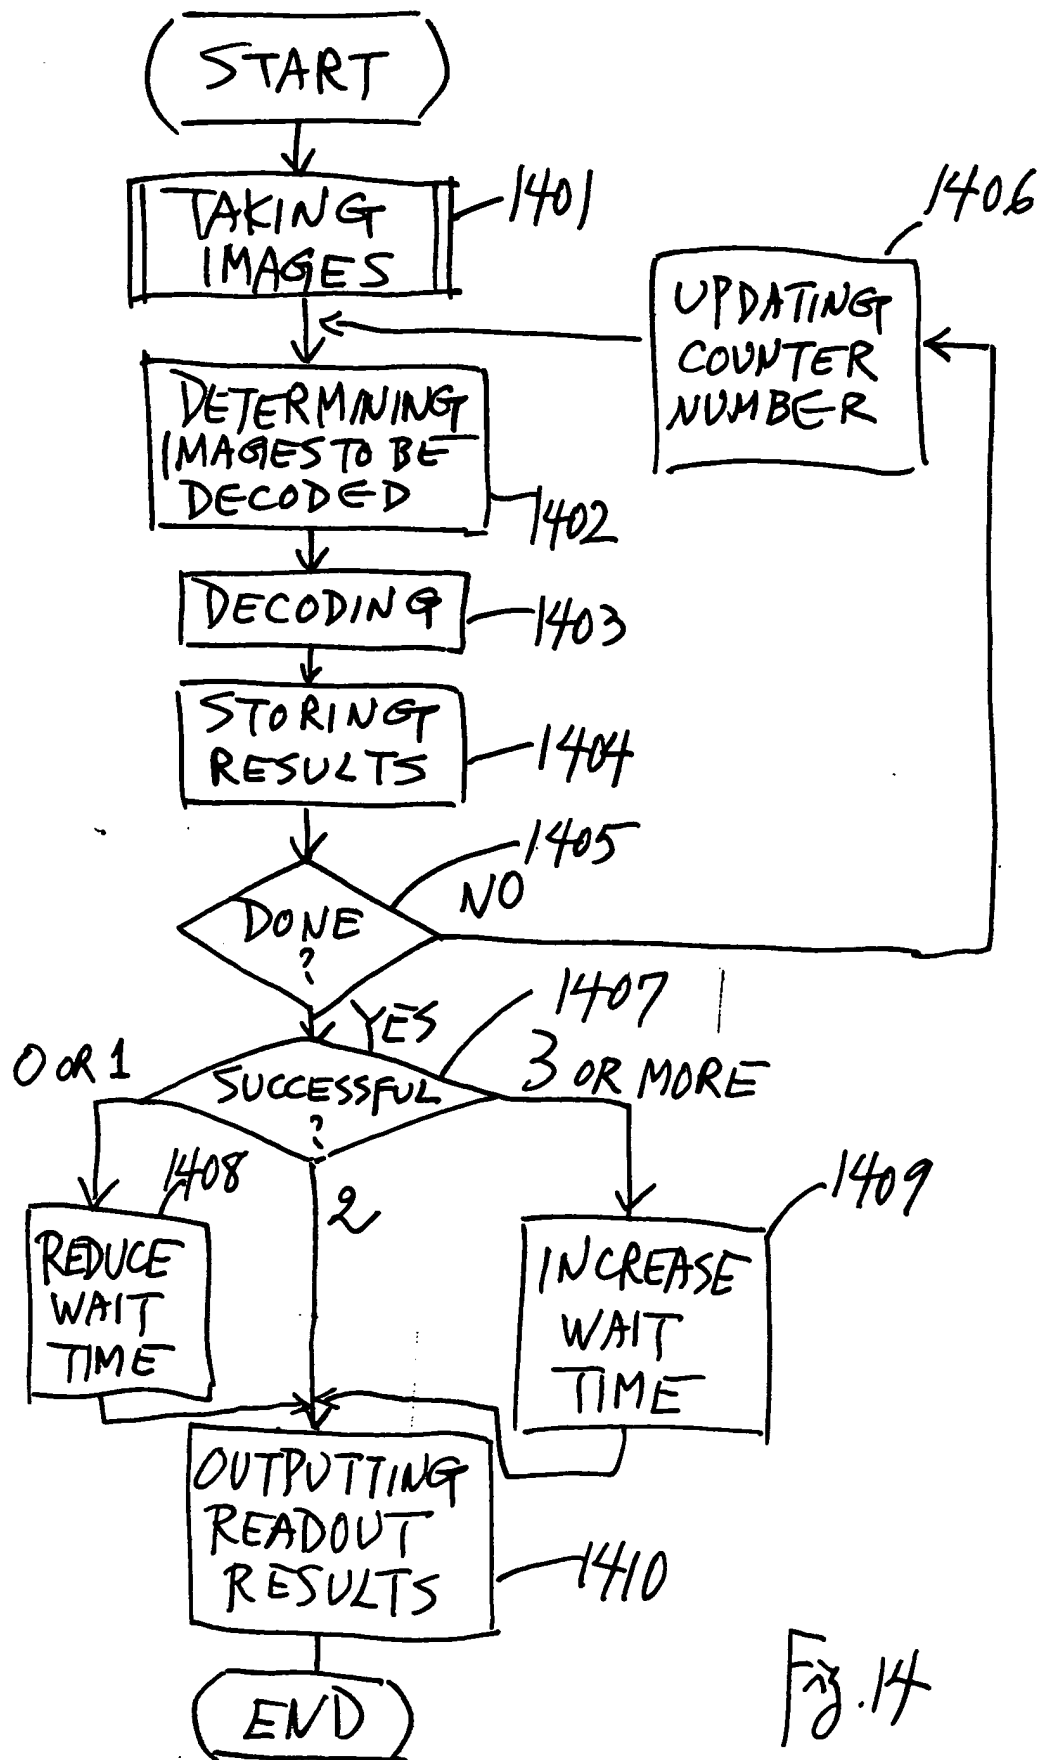 START
TAKING
IMAGES
1401
1406
UPDATING
COUNTER
NUMBER
DETERMINING
IMAGES TO BE
DECODED
1402
DECODING
1403
STORING
RESULTS
1404
1405
DONE
?
NO
YES
1407
SUCCESSFUL
?
0 OR 1
3 OR MORE
2
1408
REDUCE
WAIT
TIME
1409
INCREASE
WAIT
TIME
OUTPUTTING
READOUT
RESULTS
1410
END
Fig. 14